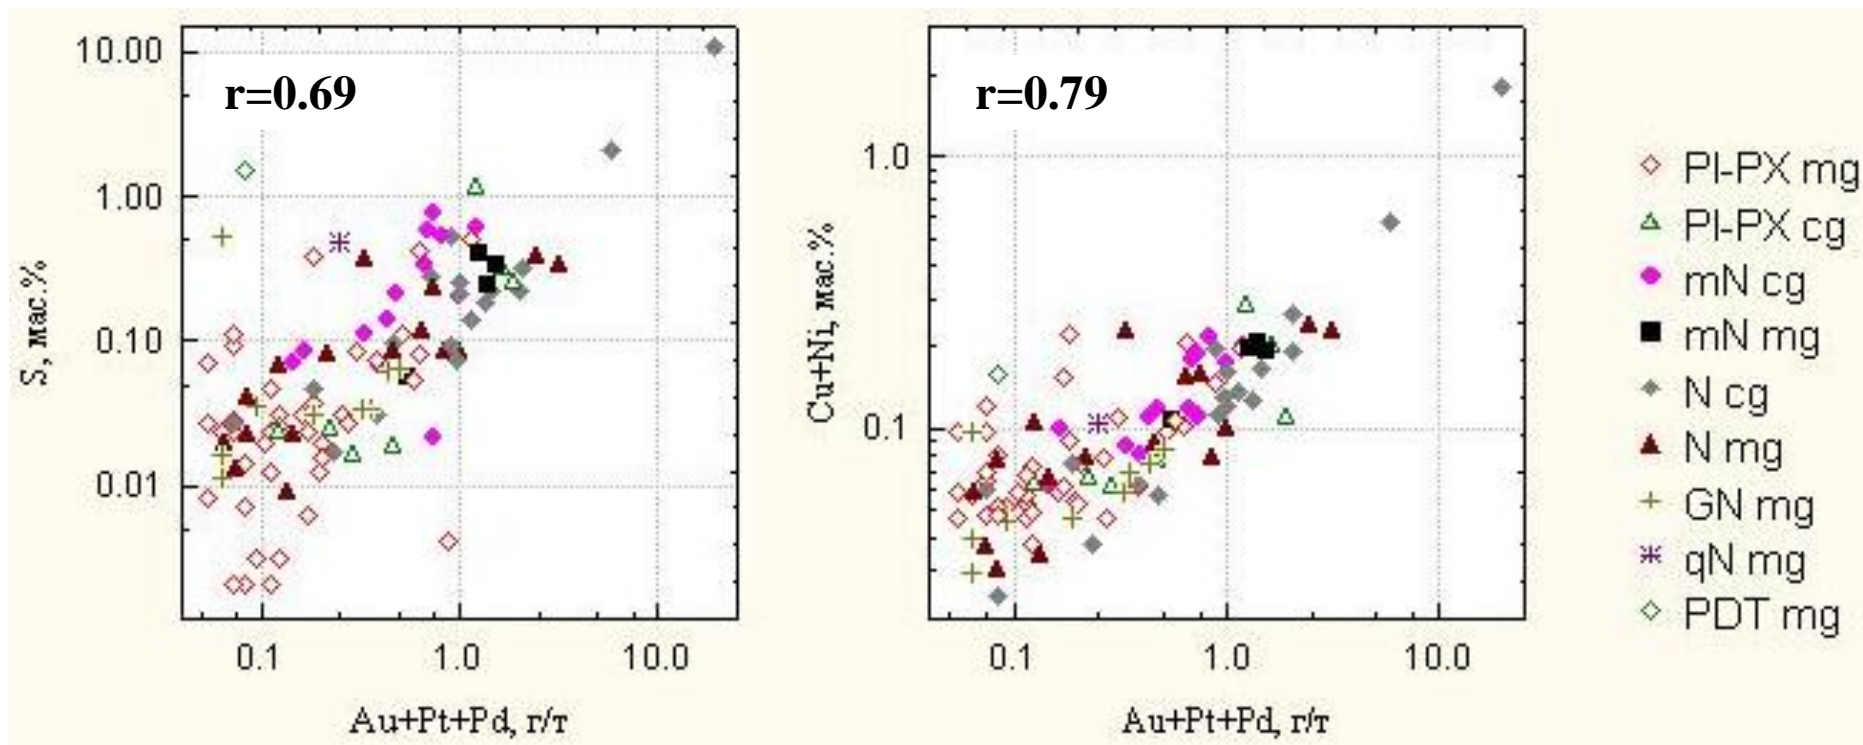 r=0.69
10.00
1.00
0.10
0.01
S, мас.%
0.1 1.0 10.0
Au+Pt+Pd, г/т
r=0.79
1.0
0.1
Cu+Ni, мас.%
0.1 1.0 10.0
Au+Pt+Pd, г/т
Pl-PX mg
Pl-PX cg
mN cg
mN mg
N cg
N mg
GN mg
qN mg
PDT mg